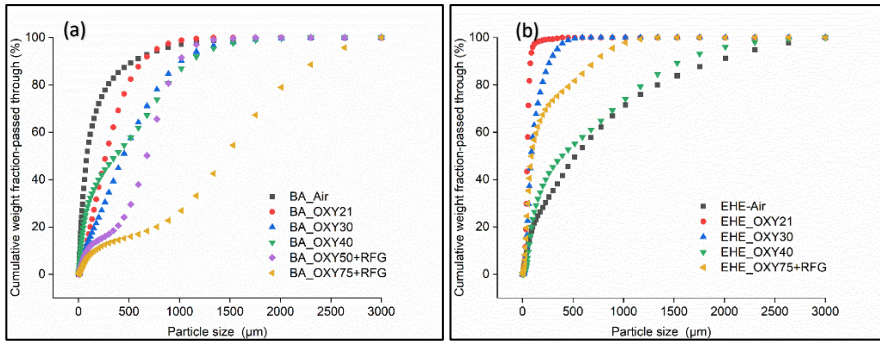 (a)
Cumulative weight fraction-passed through (%)
100
80
60
40
20
0
BA_Air
BA_OXY21
BA_OXY30
BA_OXY40
BA_OXY50+RFG
BA_OXY75+RFG
0 500 1000 1500 2000 2500 3000
Particle size (µm)
(b)
Cumulative weight fraction-passed through (%)
100
80
60
40
20
0
EHE-Air
EHE_OXY21
EHE_OXY30
EHE_OXY40
EHE_OXY75+RFG
0 500 1000 1500 2000 2500 3000
Particle size (µm)